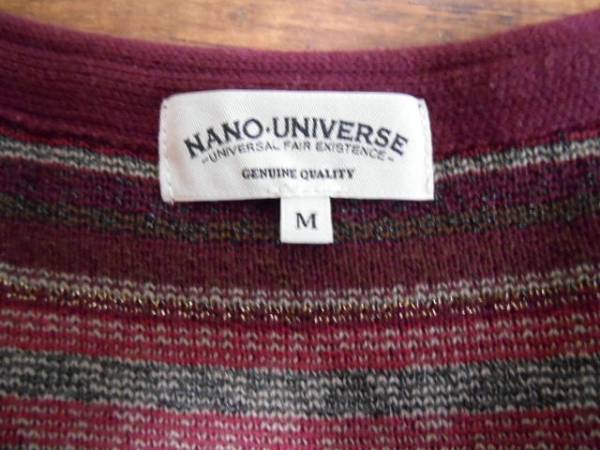 NANO·UNIVERSE
-UNIVERSAL FAIR EXISTENCE-
GENUINE QUALITY
M